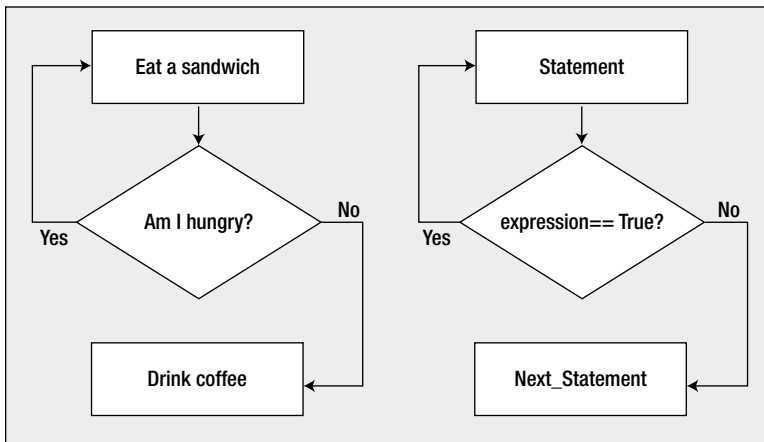 Eat a sandwich
Am I hungry?
Yes
No
Drink coffee
Statement
expression== True?
Yes
No
Next_Statement